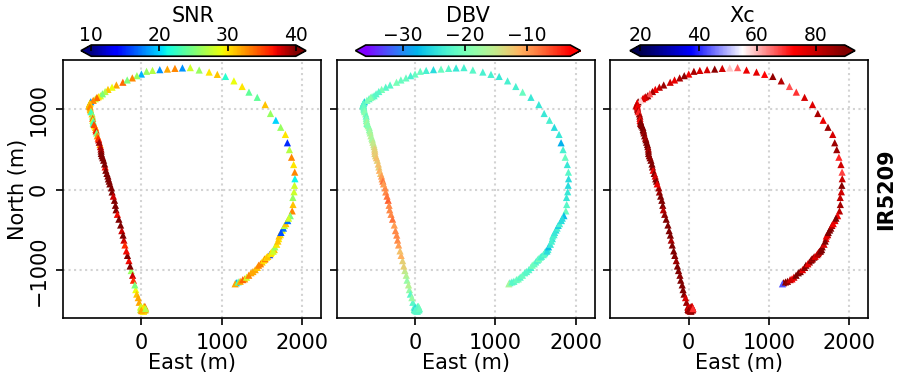 SNR DBV Xc
10 20 30 40 −30 −20 −10 20 40 60 80
1000
0
−1000
North (m)
IR5209
0 1000 2000 0 1000 2000 0 1000 2000
East (m) East (m) East (m)